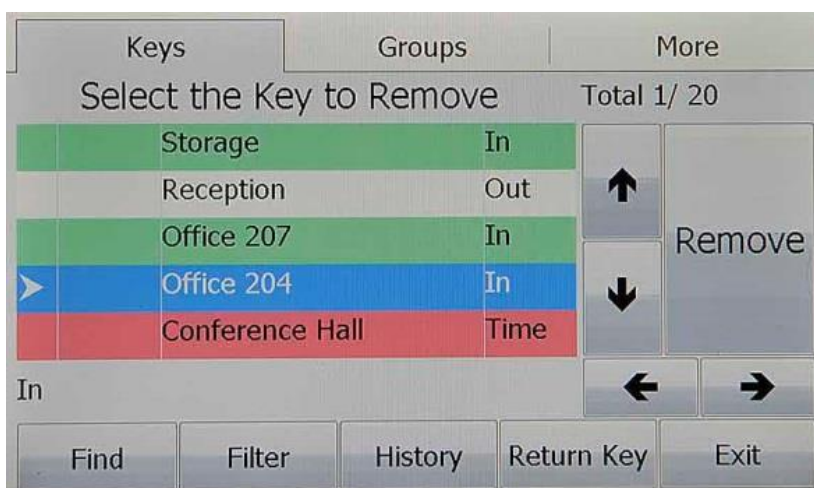 Keys Groups More
Select the Key to Remove Total 1/ 20
Storage In
Reception Out
Office 207 In
Remove
Office 204 In
Conference Hall Time
In
Find Filter History Return Key Exit